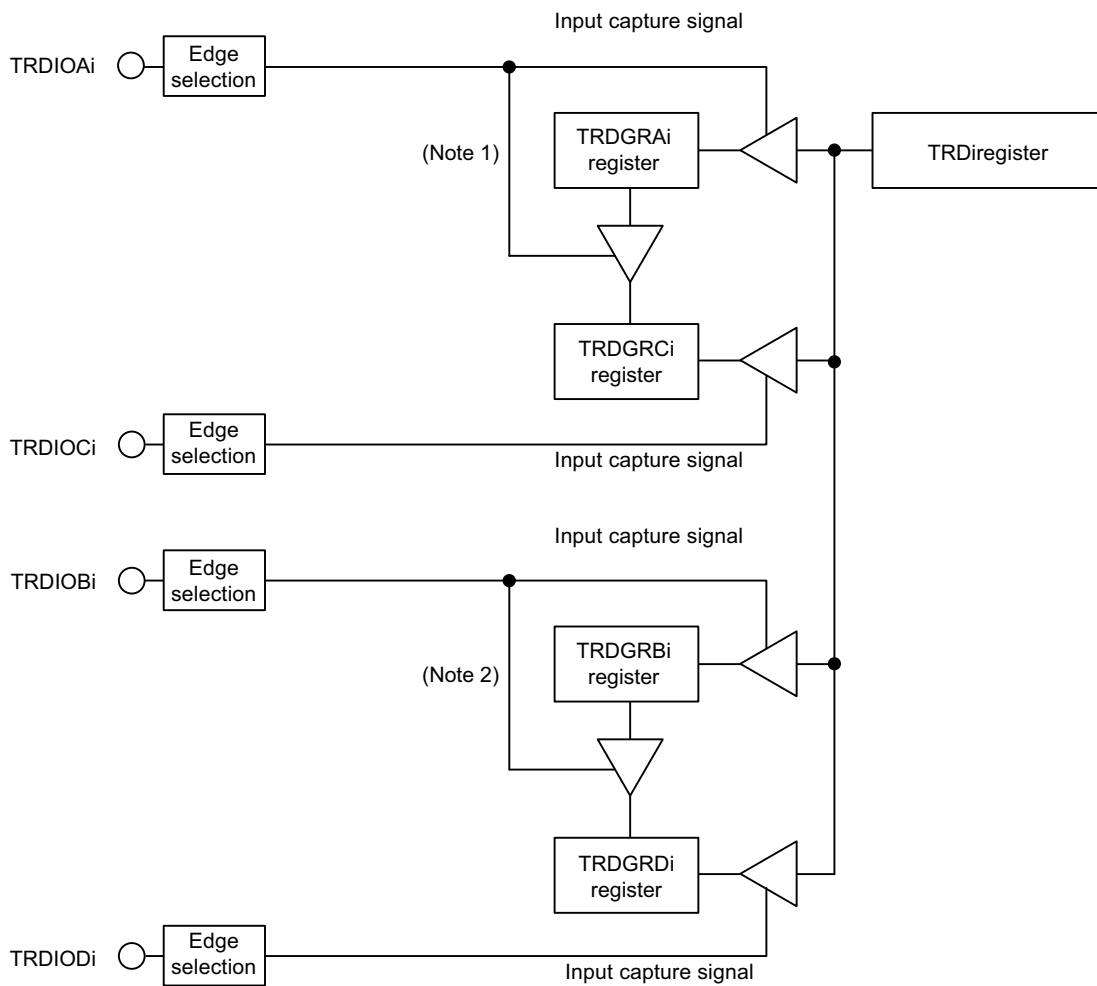 Input capture signal
TRDIOAi
Edge
selection
(Note 1)
TRDGRAi
register
TRDiregister
TRDGRCi
register
TRDIOCi
Edge
selection
Input capture signal
Input capture signal
TRDIOBi
Edge
selection
(Note 2)
TRDGRBi
register
TRDGRDi
register
TRDIODi
Edge
selection
Input capture signal